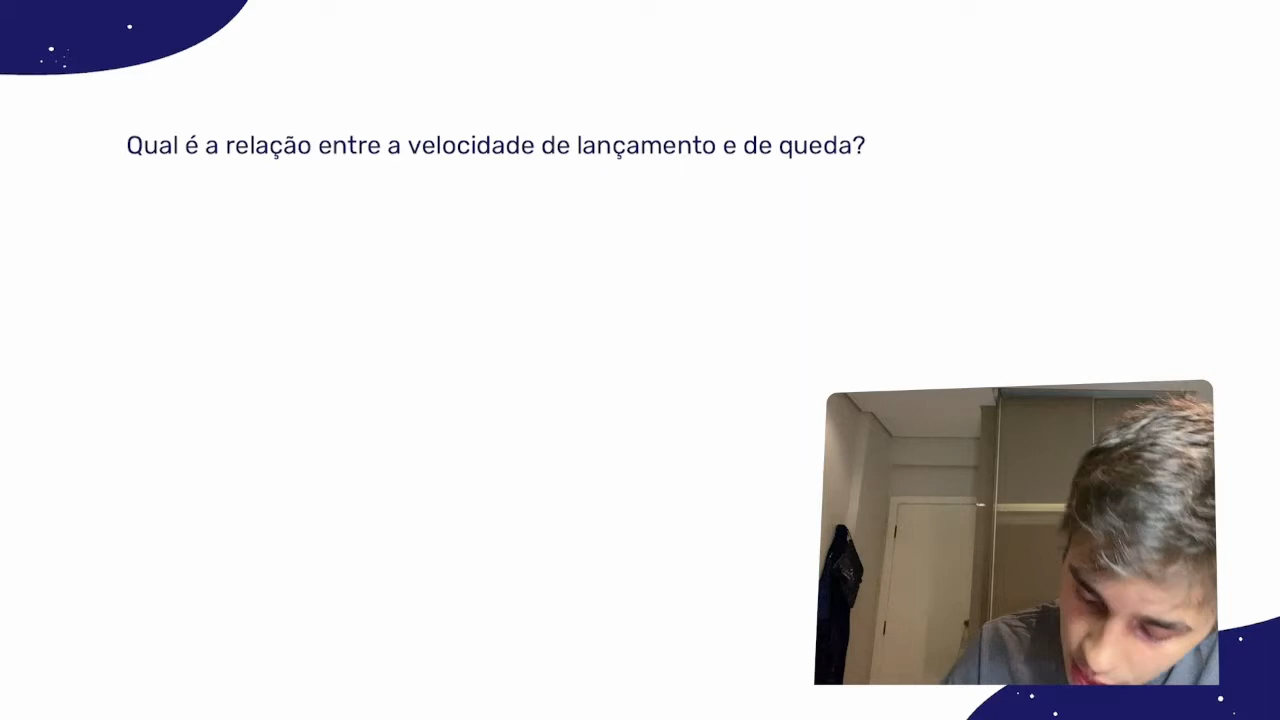 Qual é a relação entre a velocidade de lançamento e de queda?